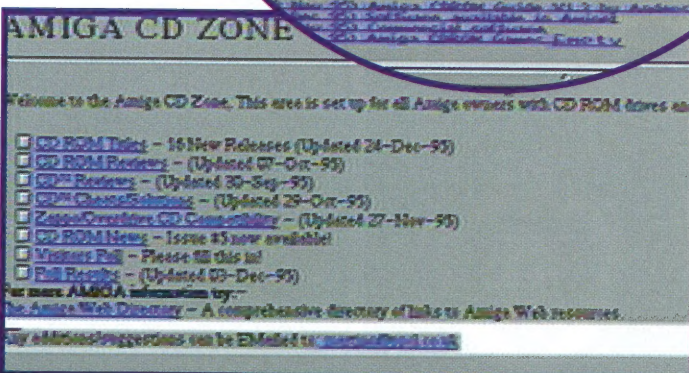 AMIGA CD ZONE
Welcome to the Amiga CD Zone. This area is set up for all Amiga owners with CD ROM drives and
CD ROM Titles - 16 New Releases (Updated 24-Dec-95)
CD ROM Reviews - (Updated 07-Oct-95)
CD³² Reviews - (Updated 30-Sep-95)
CD³² Cheats/Solutions - (Updated 29-Oct-95)
Zappo/Overdrive CD Compatibility - (Updated 27-Nov-95)
CD ROM News - Issue #5 now available!
Visitors Poll - Please fill this in!
Poll Results - (Updated 03-Dec-95)
For more AMIGA information try:-
The Amiga Web Directory - A comprehensive directory of links to Amiga Web resources.
Any additions/suggestions can be EMailed to